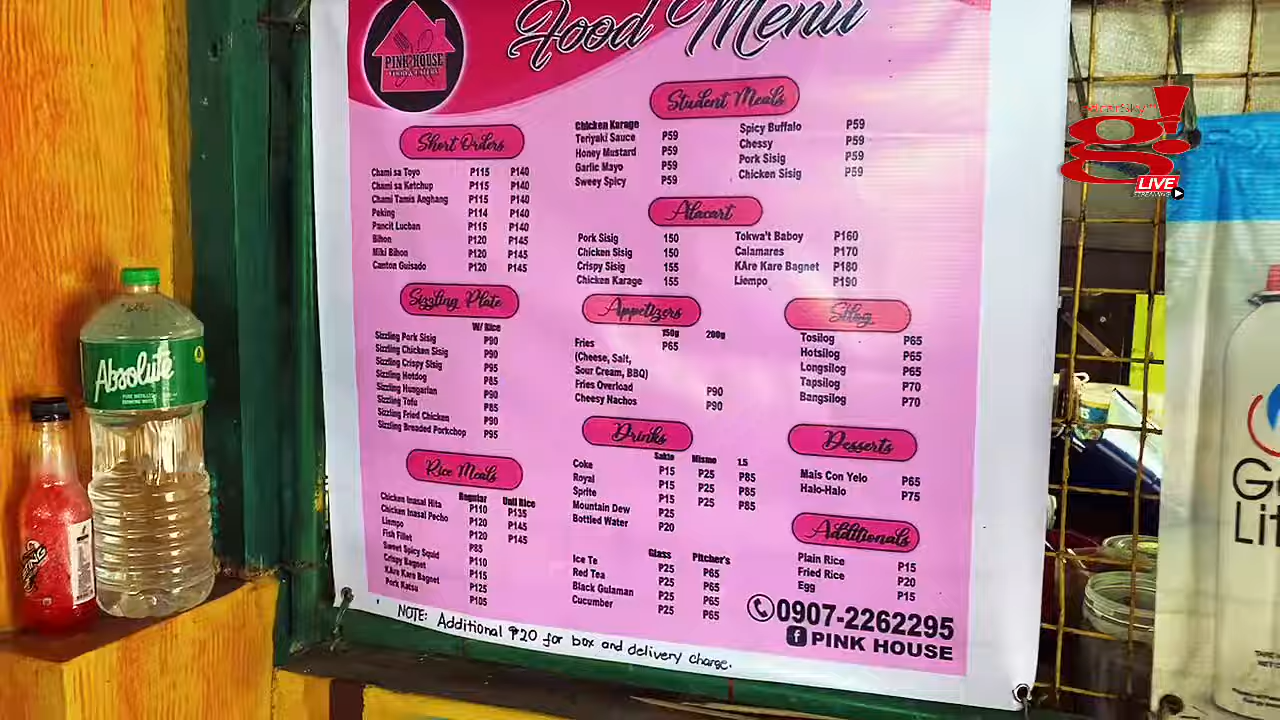 Food Menu
PINK HOUSE
Student Meals
Chicken Karage
Teriyaki Sauce P59
Honey Mustard P59
Garlic Mayo P59
Sweey Spicy P59
Spicy Buffalo P59
Chessy P59
Pork Sisig P59
Chicken Sisig P59
Short Orders
Chami sa Toyo P115 P140
Chami sa Ketchup P115 P140
Chami Tamis Anghang P115 P140
Peking P114 P140
Pancit Lucban P115 P140
Bihon P120 P145
Miki Bihon P120 P145
Canton Guisado P120 P145
Alacart
Pork Sisig 150
Chicken Sisig 150
Crispy Sisig 155
Chicken Karage 155
Tokwa't Baboy P160
Calamares P170
KAre Kare Bagnet P180
Liempo P190
Sizzling Plate
W/ Rice
Sizzling Pork Sisig P90
Sizzling Chicken Sisig P90
Sizzling Crispy Sisig P95
Sizzling Hotdog P85
Sizzling Hungarian P90
Sizzling Tofu P85
Sizzling Fried Chicken P90
Sizzling Breaded Porkchop P95
Appetizers
150g 200g
Fries P65
(Cheese, Salt,
Sour Cream, BBQ)
Fries Overload P90
Cheesy Nachos P90
Silog
Tosilog P65
Hotsilog P65
Longsilog P65
Tapsilog P70
Bangsilog P70
Drinks
Sakto Mismo 1.5
Coke P15 P25 P85
Royal P15 P25 P85
Sprite P15 P25 P85
Mountain Dew P25
Bottled Water P20
Glass Pitcher's
Ice Te P25 P65
Red Tea P25 P65
Black Gulaman P25 P65
Cucumber P25 P65
Desserts
Mais Con Yelo P65
Halo-Halo P75
Rice Meals
Regular Unli Rice
Chicken Inasal Hita P110 P135
Chicken Inasal Pecho P120 P145
Liempo P120 P145
Fish Fillet P85
Sweet Spicy Squid P110
Crispy Bagnet P115
KAre Kare Bagnet P125
Pork Katsu P105
Additionals
Plain Rice P15
Fried Rice P20
Egg P15
0907-2262295
PINK HOUSE
NOTE: Additional ₱20 for box and delivery charge.
Absolute
g!
LIVE